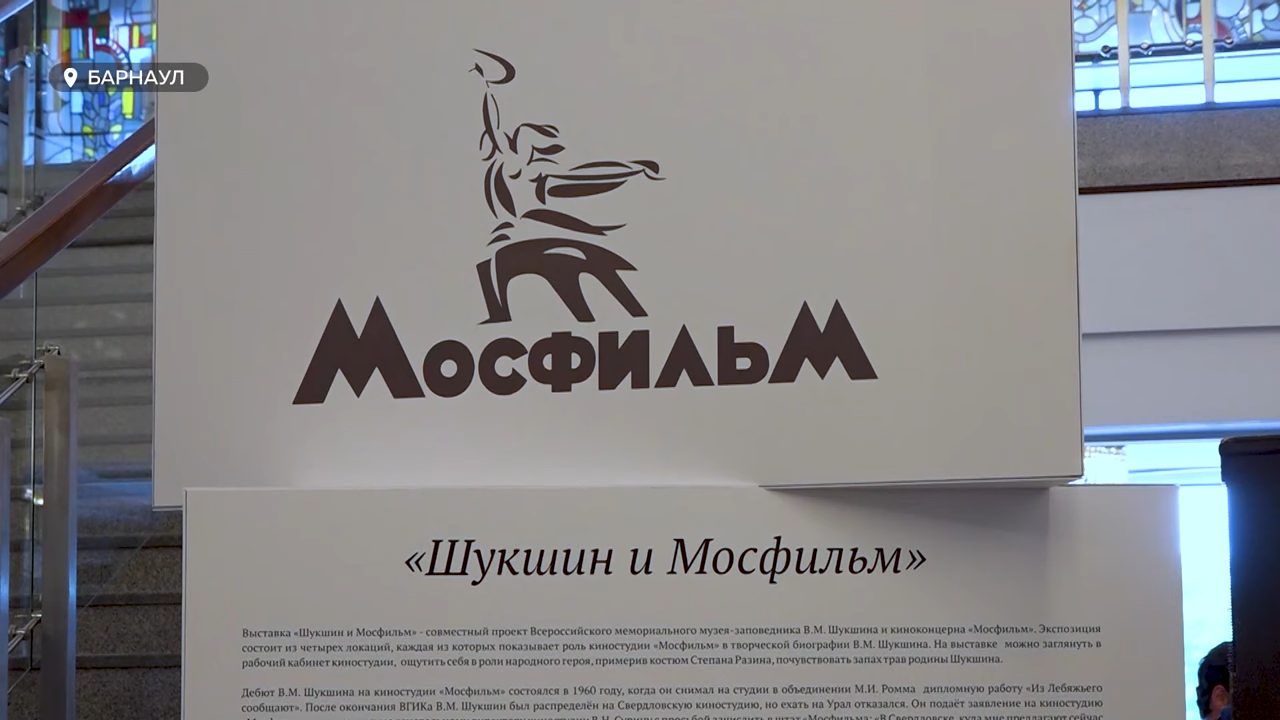 БАРНАУЛ
Мосфильм
«Шукшин и Мосфильм»
Выставка «Шукшин и Мосфильм» - совместный проект Всероссийского мемориального музея-заповедника В.М. Шукшина и киноконцерна «Мосфильм». Экспозиция
состоит из четырех локаций, каждая из которых показывает роль киностудии «Мосфильм» в творческой биографии В.М. Шукшина. На выставке можно заглянуть в
рабочий кабинет киностудии, ощутить себя в роли народного героя, примерив костюм Степана Разина, почувствовать запах трав родины Шукшина.
Дебют В.М. Шукшина на киностудии «Мосфильм» состоялся в 1960 году, когда он снимал на студии в объединении М.И. Ромма дипломную работу «Из Лебяжьего
сообщают». После окончания ВГИКа В.М. Шукшин был распределён на Свердловскую киностудию, но ехать на Урал отказался. Он подаёт заявление на киностудию